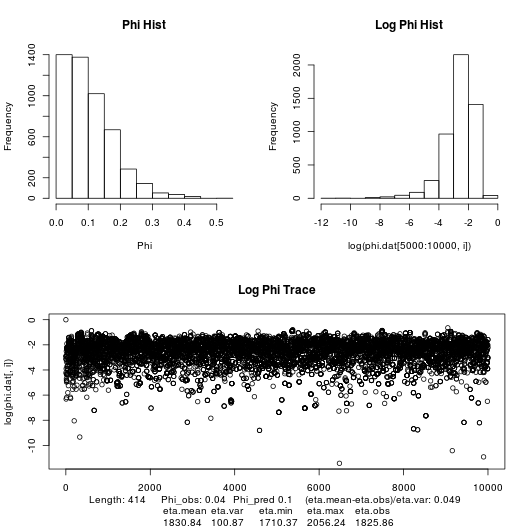 Phi Hist
Frequency
0 200 600 1000 1400
0.0 0.1 0.2 0.3 0.4 0.5
Phi
Log Phi Hist
Frequency
0 500 1000 1500 2000
-12 -10 -8 -6 -4 -2 0
log(phi.dat[5000:10000, i])
Log Phi Trace
log(phi.dat[, i])
0 -2 -4 -6 -8 -10
0 2000 4000 6000 8000 10000
Length: 414 Phi_obs: 0.04 Phi_pred 0.1 (eta.mean-eta.obs)/eta.var: 0.049
eta.mean eta.var eta.min eta.max eta.obs
1830.84 100.87 1710.37 2056.24 1825.86